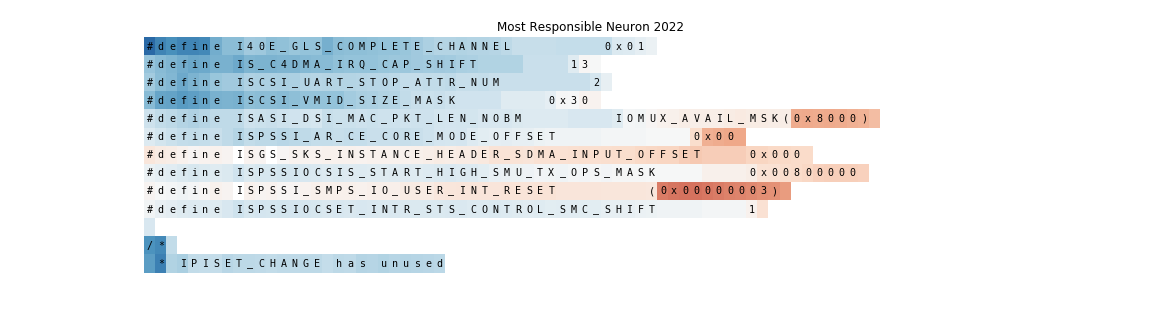 Most Responsible Neuron 2022
#define I40E_GLS_COMPLETE_CHANNEL 0x01
#define IS_C4DMA_IRQ_CAP_SHIFT 13
#define ISCSI_UART_STOP_ATTR_NUM 2
#define ISCSI_VMID_SIZE_MASK 0x30
#define ISASI_DSI_MAC_PKT_LEN_NOBM IOMUX_AVAIL_MSK(0x8000)
#define ISPSSI_AR_CE_CORE_MODE_OFFSET 0x00
#define ISGS_SKS_INSTANCE_HEADER_SDMA_INPUT_OFFSET 0x000
#define ISPSSIOCSIS_START_HIGH_SMU_TX_OPS_MASK 0x00800000
#define ISPSSI_SMPS_IO_USER_INT_RESET (0x00000003)
#define ISPSSIOCSET_INTR_STS_CONTROL_SMC_SHIFT 1
/*
* IPISET_CHANGE has unused